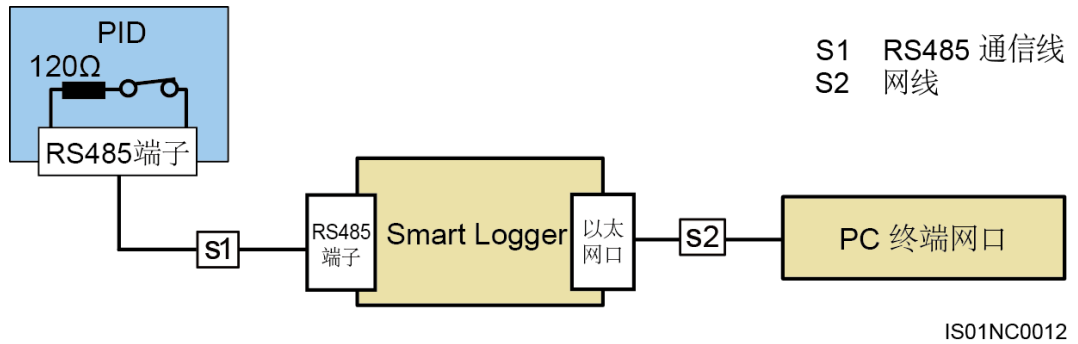 PID
120Ω
RS485端子
S1 RS485 通信线
S2 网线
s1
RS485
端子
Smart Logger
以太
网口
s2
PC 终端网口
IS01NC0012